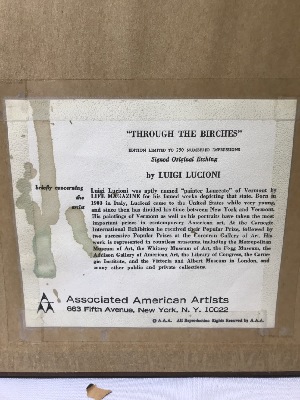 "THROUGH THE BIRCHES"
EDITION LIMITED TO 250 NUMBERED IMPRESSIONS
Signed Original Etching
by LUIGI LUCIONI
briefly concerning
the
artist
Luigi Lucioni was aptly named "painter laureate" of Vermont by
LIFE MAGAZINE for his famed works depicting that state. Born in
1900 in Italy, Lucioni came to the United States while very young,
and since then has divided his time between New York and Vermont.
His paintings of Vermont as well as his portraits have taken the most
important prizes in contemporary American art. At the Carnegie
International Exhibition he received their Popular Prize, followed by
two successive Popular Prizes at the Corcoran Gallery of Art. His
work is represented in countless museums, including the Metropolitan
Museum of Art, the Whitney Museum of Art, the Fogg Museum, the
Addison Gallery of American Art, the Library of Congress, the Carne-
gie Institute, and the Victoria and Albert Museum in London, and
many other public and private collections.
Associated American Artists
663 Fifth Avenue, New York, N. Y. 10022
© A.A.A. All Reproduction Rights Reserved by A.A.A.